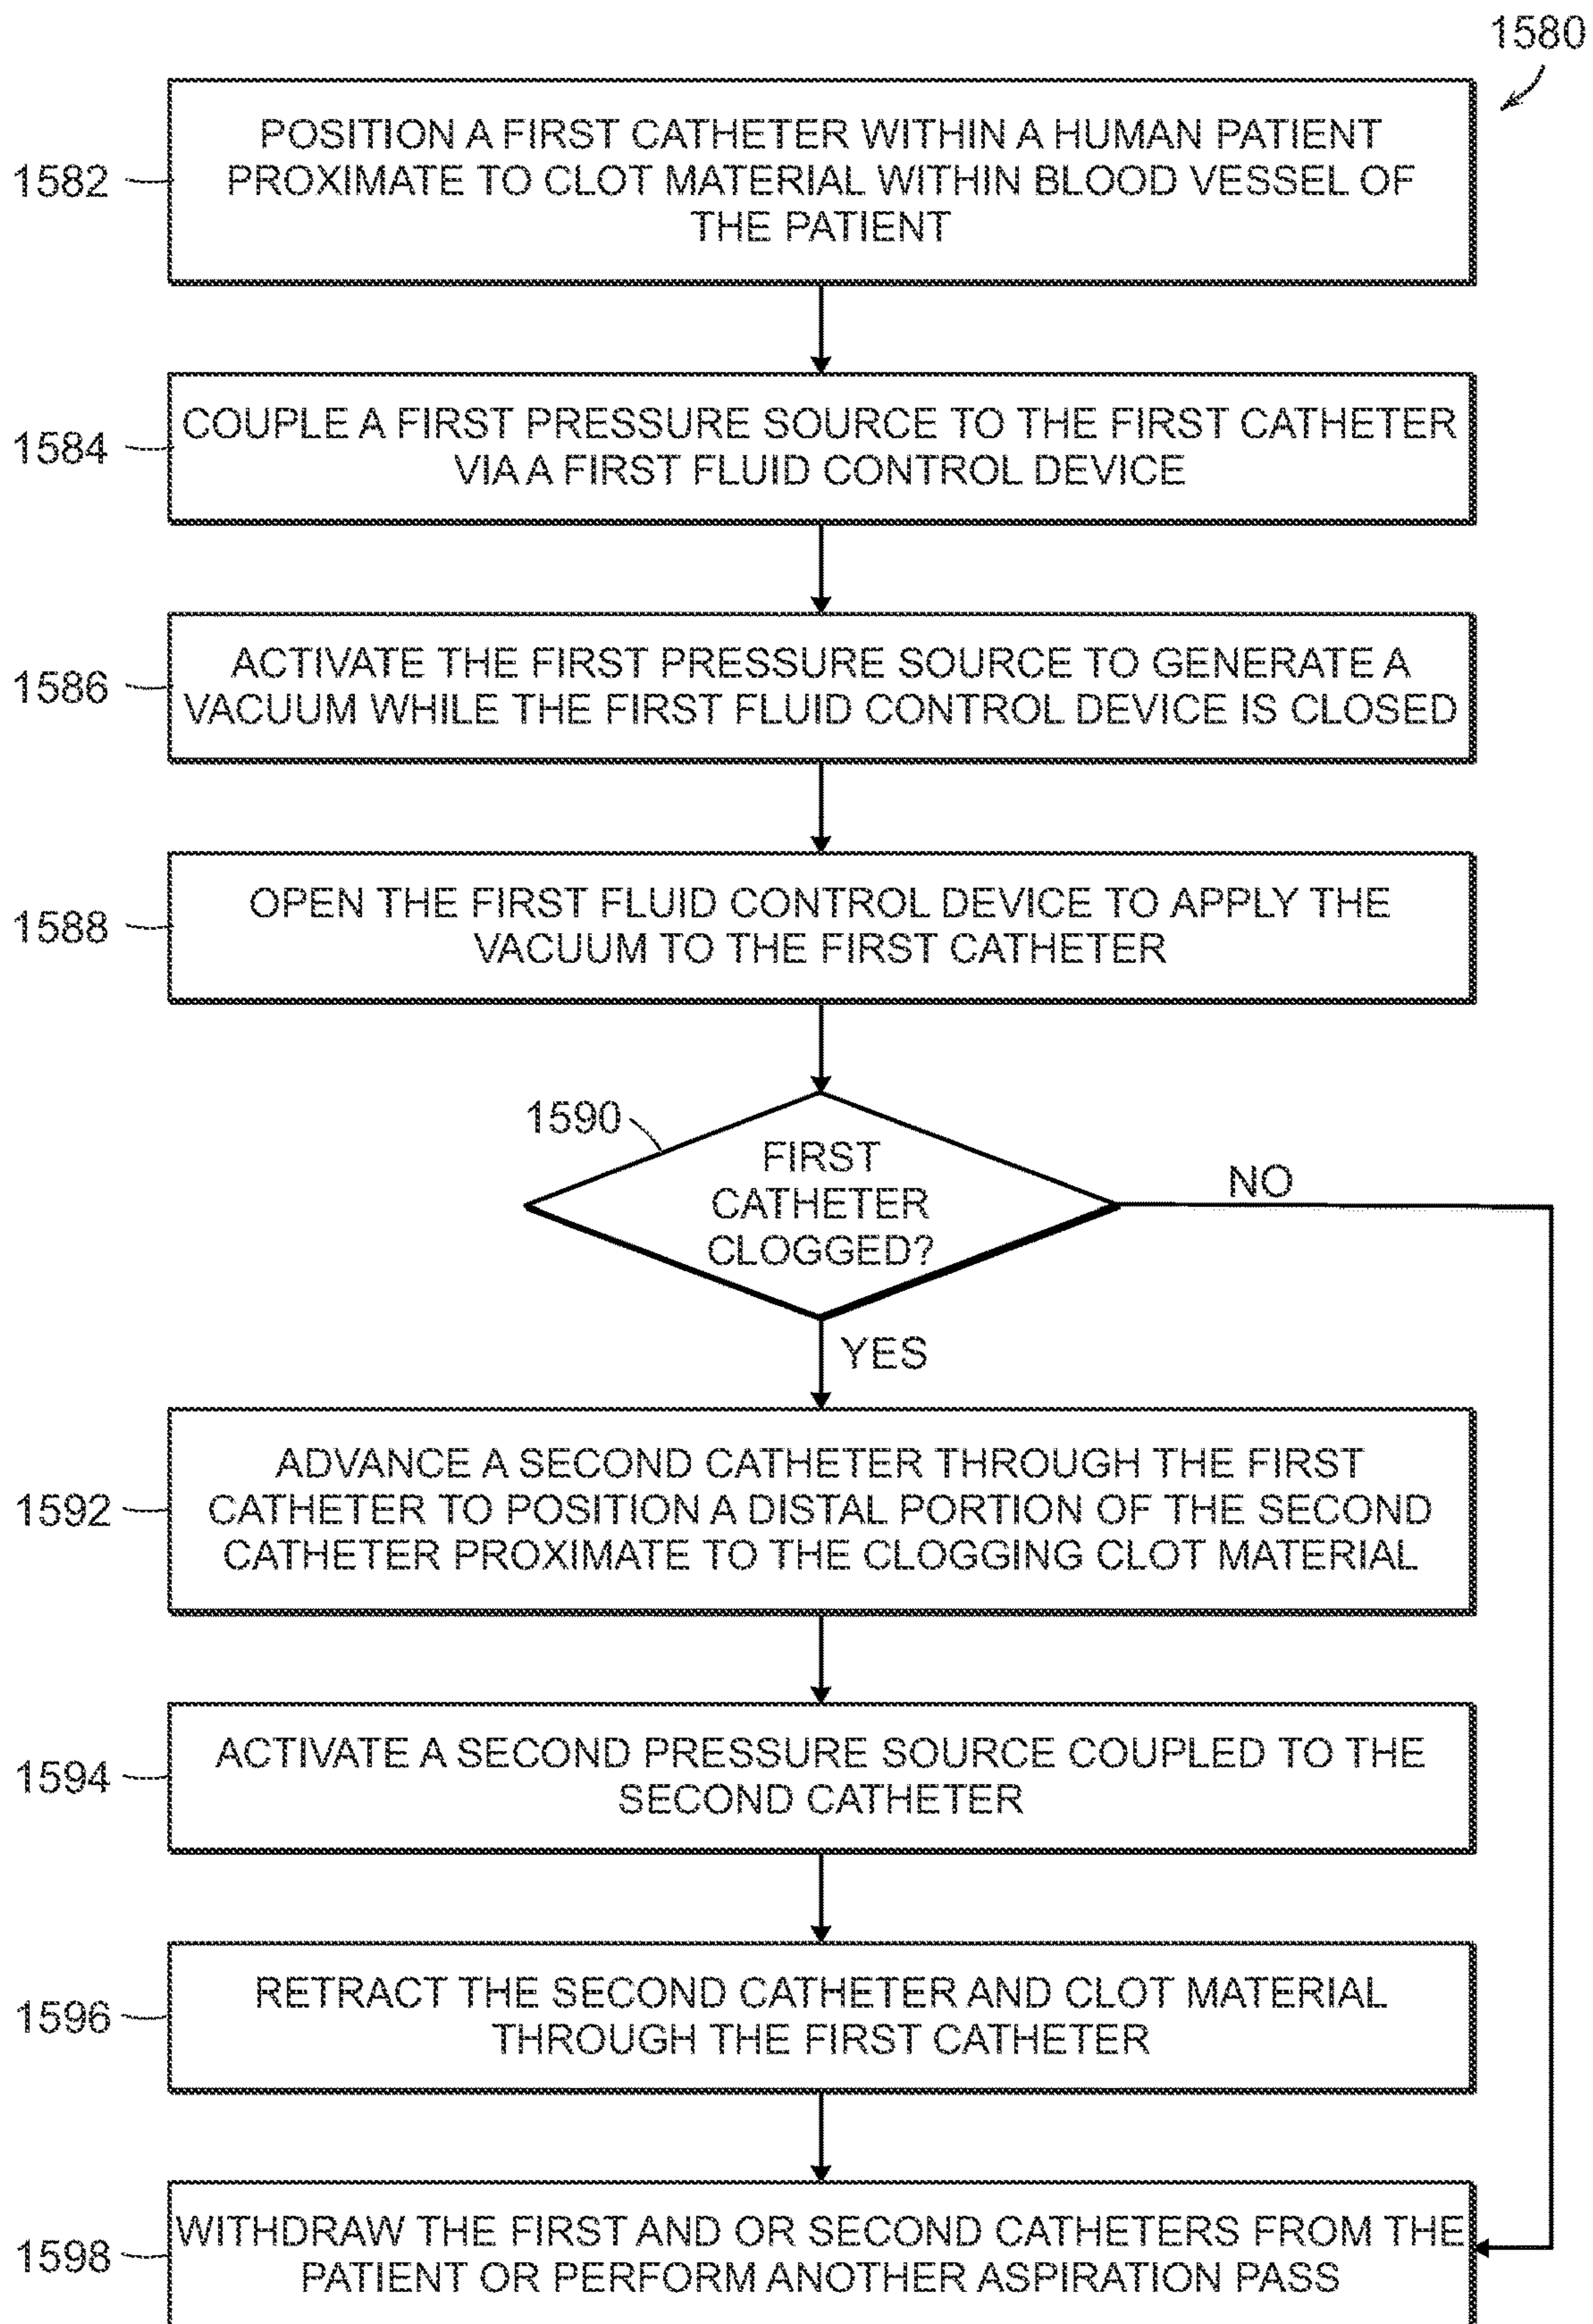 1580
1582
POSITION A FIRST CATHETER WITHIN A HUMAN PATIENT
PROXIMATE TO CLOT MATERIAL WITHIN BLOOD VESSEL OF
THE PATIENT
1584
COUPLE A FIRST PRESSURE SOURCE TO THE FIRST CATHETER
VIA A FIRST FLUID CONTROL DEVICE
1586
ACTIVATE THE FIRST PRESSURE SOURCE TO GENERATE A
VACUUM WHILE THE FIRST FLUID CONTROL DEVICE IS CLOSED
1588
OPEN THE FIRST FLUID CONTROL DEVICE TO APPLY THE
VACUUM TO THE FIRST CATHETER
1590
FIRST
CATHETER
CLOGGED?
NO
YES
1592
ADVANCE A SECOND CATHETER THROUGH THE FIRST
CATHETER TO POSITION A DISTAL PORTION OF THE SECOND
CATHETER PROXIMATE TO THE CLOGGING CLOT MATERIAL
1594
ACTIVATE A SECOND PRESSURE SOURCE COUPLED TO THE
SECOND CATHETER
1596
RETRACT THE SECOND CATHETER AND CLOT MATERIAL
THROUGH THE FIRST CATHETER
1598
WITHDRAW THE FIRST AND OR SECOND CATHETERS FROM THE
PATIENT OR PERFORM ANOTHER ASPIRATION PASS